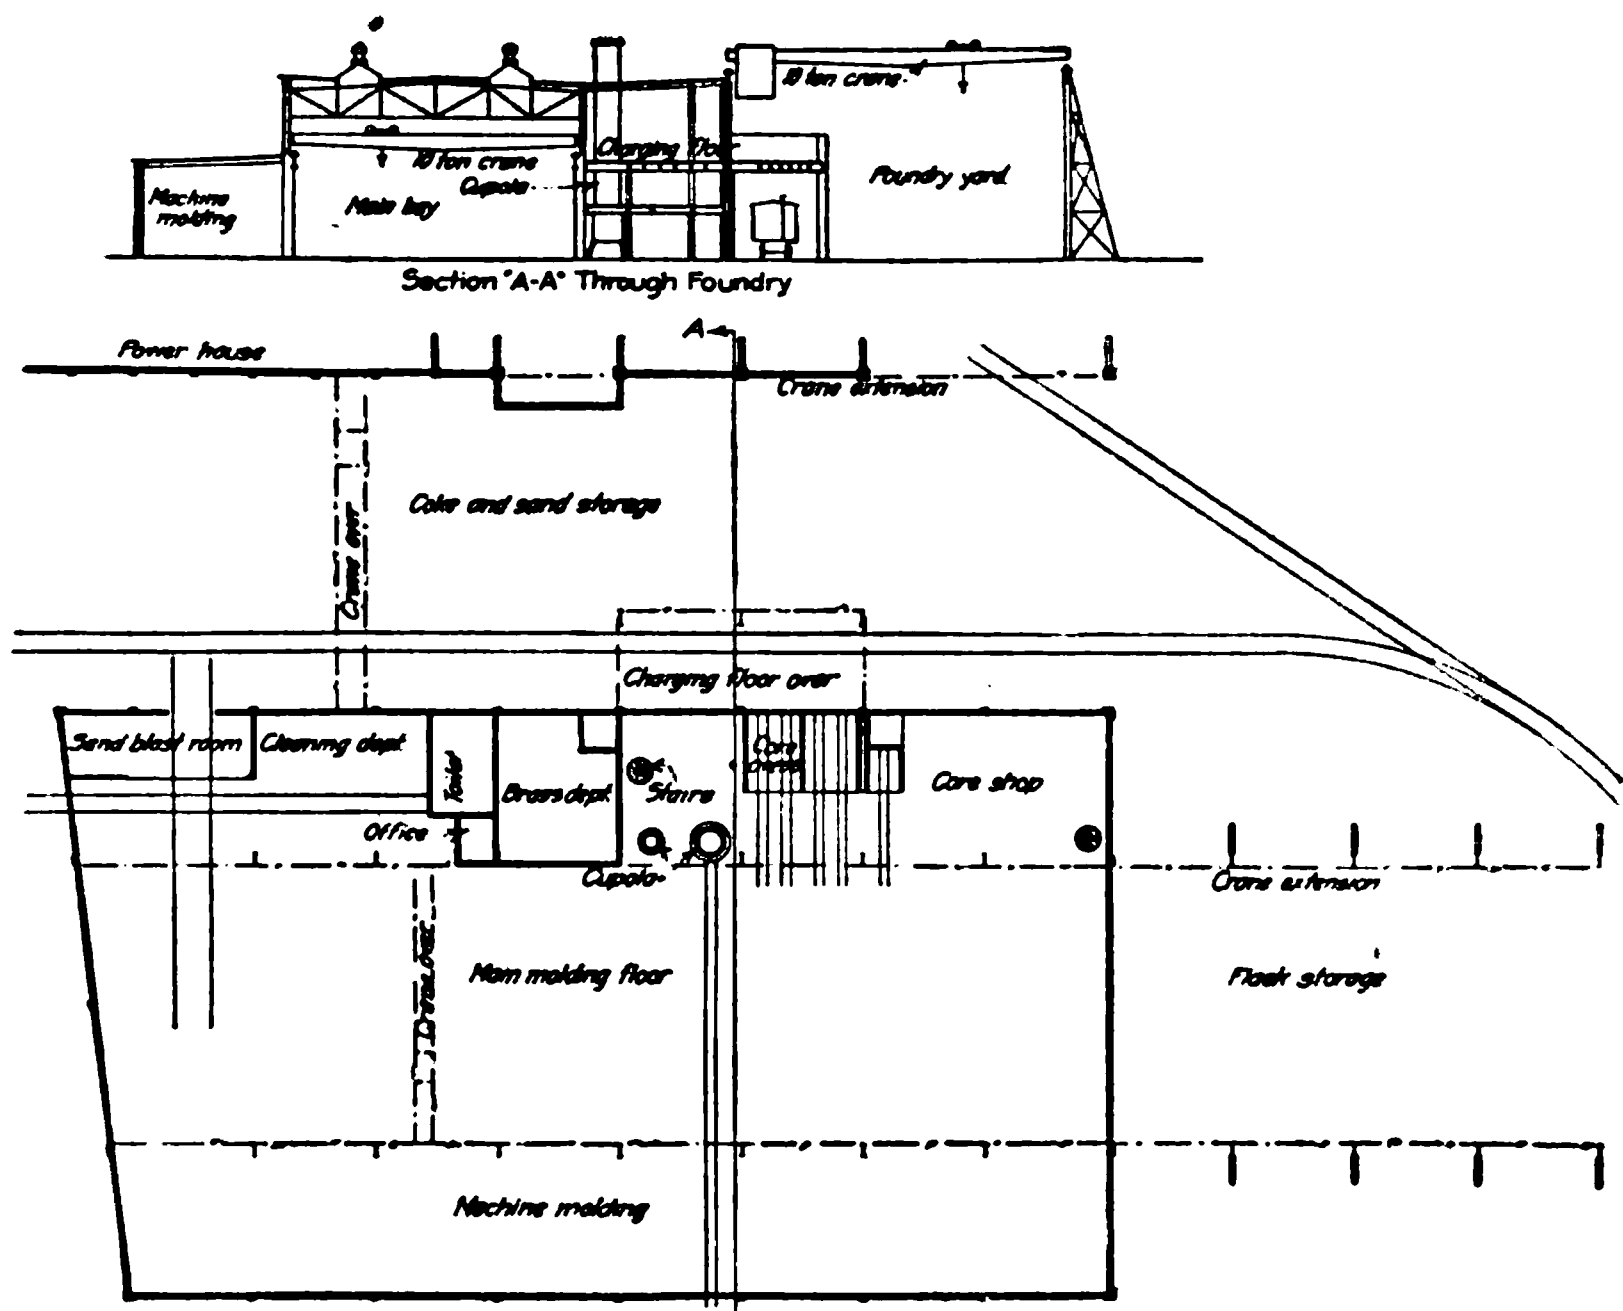 10 ton crane
Charging floor
10 ton crane
Cupola
Foundry yard
Machine
molding
Main bay
Section "A-A" Through Foundry
A
Power house
Crane extension
Coke and sand storage
Crane over
Charging floor over
Sand blast room
Cleaning dept.
Toilet
Brass dept.
Stairs
Core
Core shop
Office
Cupola
Crane extension
Crane over
Main molding floor
Flask storage
Machine molding